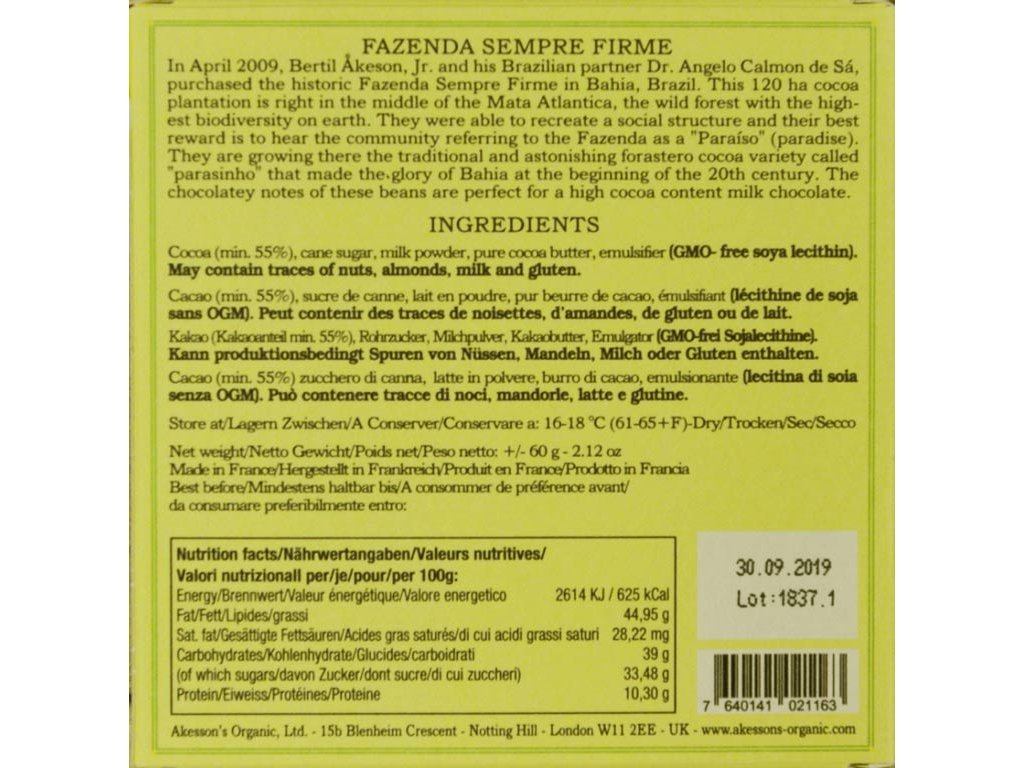 FAZENDA SEMPRE FIRME
In April 2009, Bertil Åkeson, Jr. and his Brazilian partner Dr. Angelo Calmon de Sá,
purchased the historic Fazenda Sempre Firme in Bahia, Brazil. This 120 ha cocoa
plantation is right in the middle of the Mata Atlantica, the wild forest with the high-
est biodiversity on earth. They were able to recreate a social structure and their best
reward is to hear the community referring to the Fazenda as a "Paraíso" (paradise).
They are growing there the traditional and astonishing forastero cocoa variety called
"parasinho" that made the glory of Bahia at the beginning of the 20th century. The
chocolatey notes of these beans are perfect for a high cocoa content milk chocolate.
INGREDIENTS
Cocoa (min. 55%), cane sugar, milk powder, pure cocoa butter, emulsifier (GMO- free soya lecithin).
May contain traces of nuts, almonds, milk and gluten.
Cacao (min. 55%), sucre de canne, lait en poudre, pur beurre de cacao, émulsifiant (lécithine de soja
sans OGM). Peut contenir des traces de noisettes, d'amandes, de gluten ou de lait.
Kakao (Kakaoanteil min. 55%), Rohrzucker, Milchpulver, Kakaobutter, Emulgator (GMO-frei Sojalecithine).
Kann produktionsbedingt Spuren von Nüssen, Mandeln, Milch oder Gluten enthalten.
Cacao (min. 55%) zucchero di canna, latte in polvere, burro di cacao, emulsionante (lecitina di soia
senza OGM). Può contenere tracce di noci, mandorle, latte e glutine.
Store at/Lagern Zwischen/A Conserver/Conservare a: 16-18 °C (61-65+F)-Dry/Trocken/Sec/Secco
Net weight/Netto Gewicht/Poids net/Peso netto: +/- 60 g - 2.12 oz
Made in France/Hergestellt in Frankreich/Produit en France/Prodotto in Francia
Best before/Mindestens haltbar bis/A consommer de préférence avant/
da consumare preferibilmente entro:
Nutrition facts/Nährwertangaben/Valeurs nutritives/
Valori nutrizionall per/je/pour/per 100g:
Energy/Brennwert/Valeur énergétique/Valore energetico 2614 KJ / 625 kCal
Fat/Fett/Lipides/grassi 44,95 g
Sat. fat/Gesättigte Fettsäuren/Acides gras saturés/di cui acidi grassi saturi 28,22 mg
Carbohydrates/Kohlenhydrate/Glucides/carboidrati 39 g
(of which sugars/davon Zucker/dont sucre/di cui zuccheri) 33,48 g
Protein/Eiweiss/Protéines/Proteine 10,30 g
30.09.2019
Lot:1837.1
7 640141 021163
Akesson's Organic, Ltd. - 15b Blenheim Crescent - Notting Hill - London W11 2EE - UK - www.akessons-organic.com